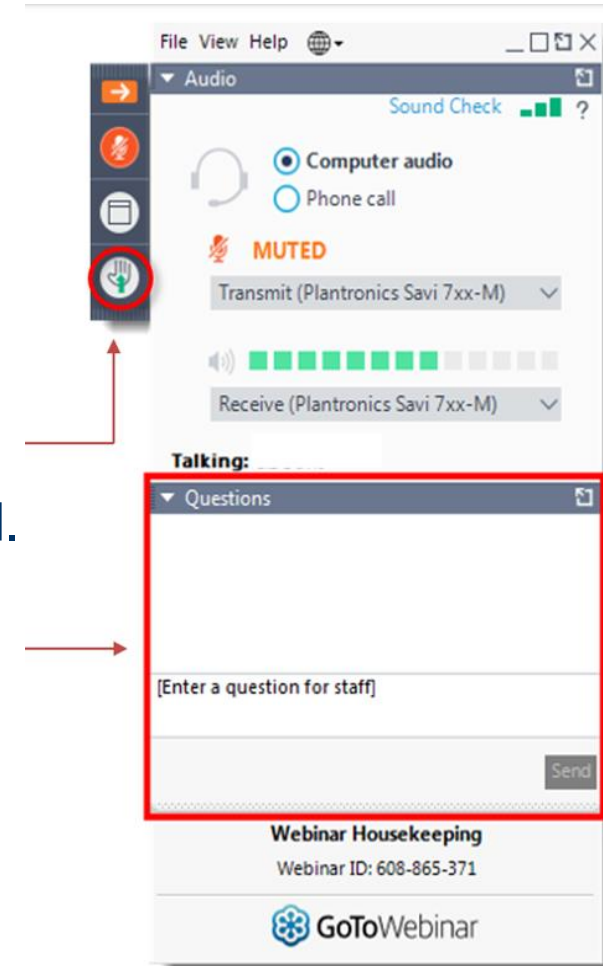 File View Help
Audio
Sound Check ?
Computer audio
Phone call
MUTED
Transmit (Plantronics Savi 7xx-M)
Receive (Plantronics Savi 7xx-M)
Talking:
Questions
[Enter a question for staff]
Send
Webinar Housekeeping
Webinar ID: 608-865-371
GoToWebinar